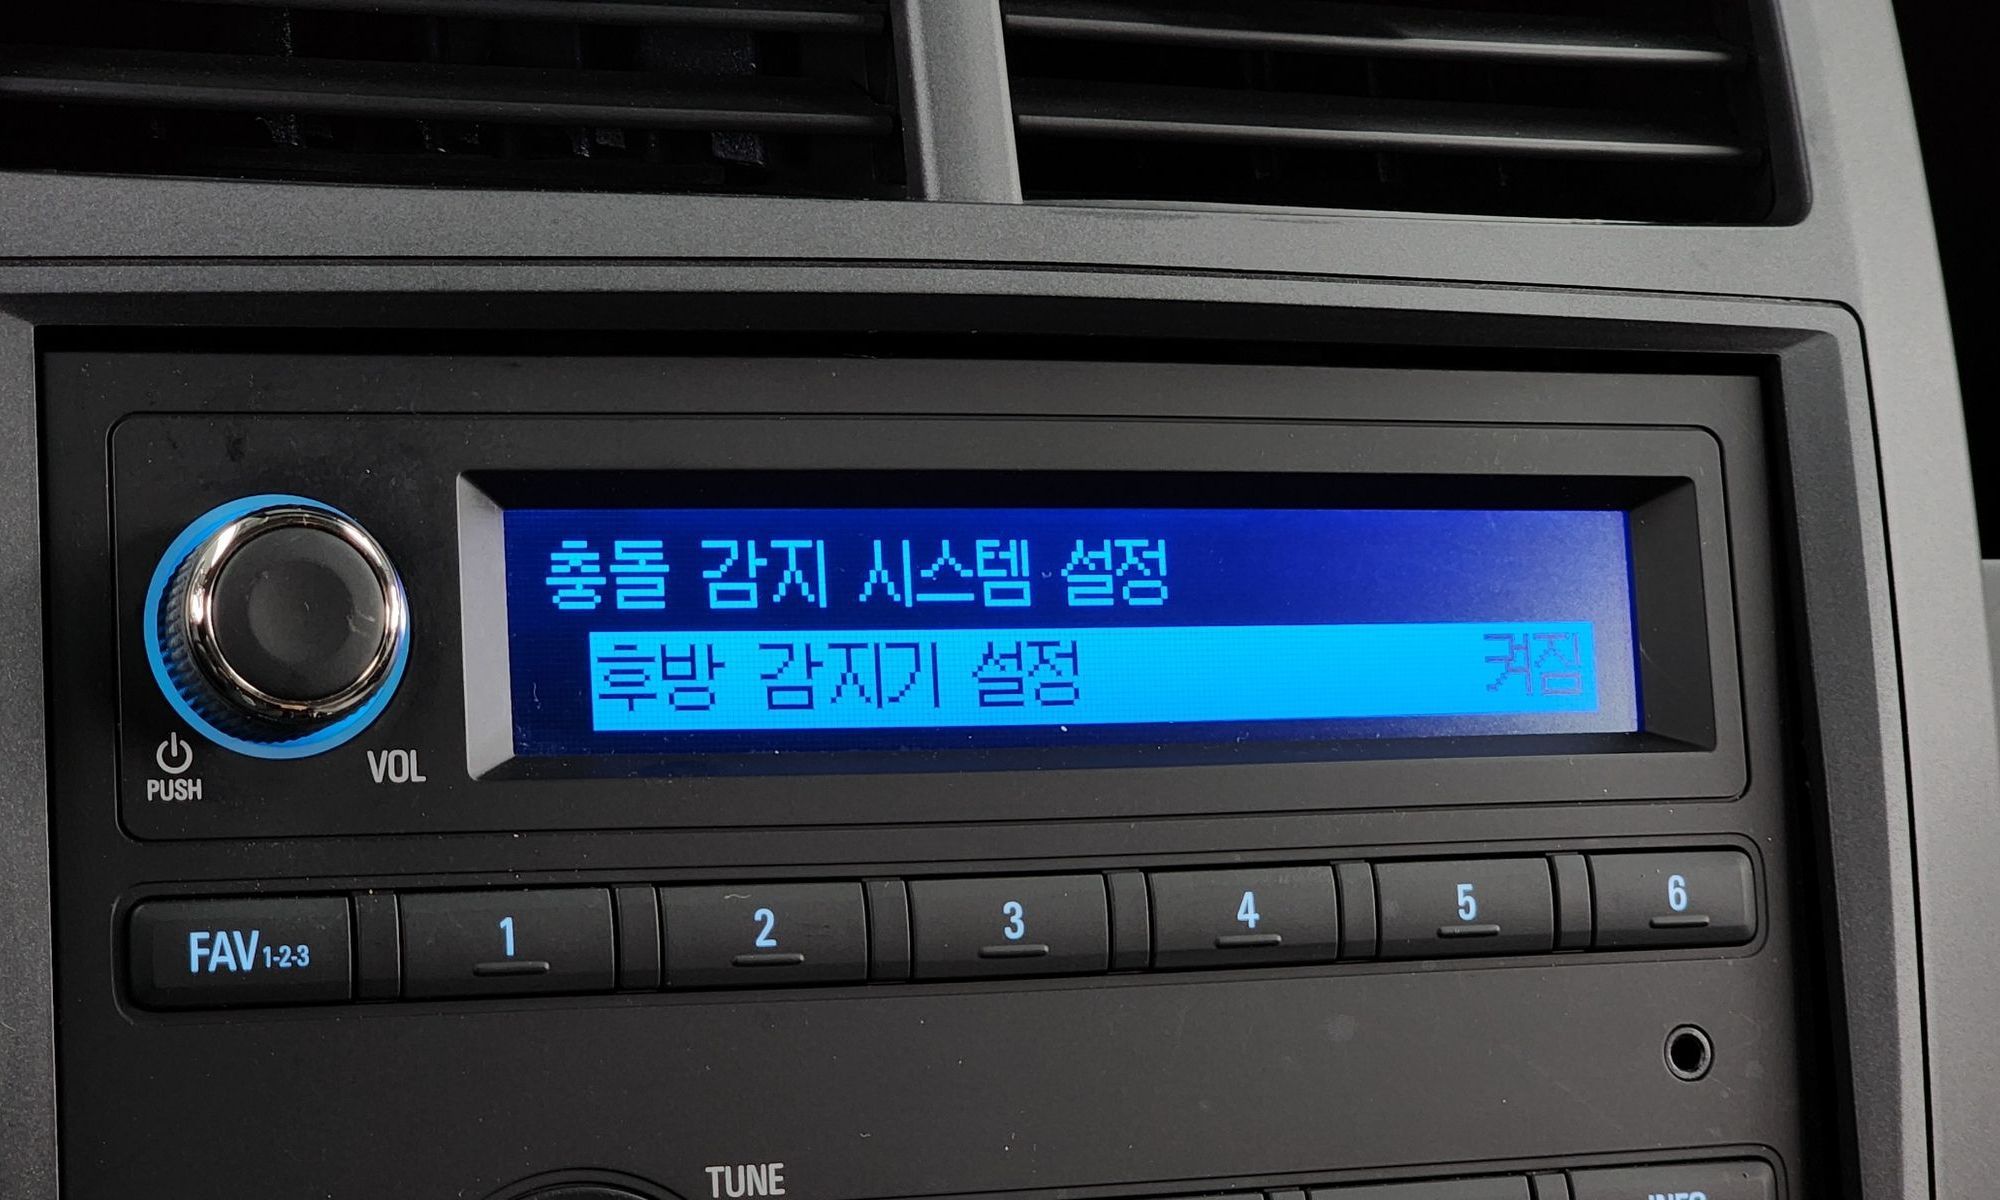 충돌 감지 시스템 설정
후방 감지기 설정 켜짐
PUSH
VOL
FAV 1-2-3
1
2
3
4
5
6
TUNE
INFO